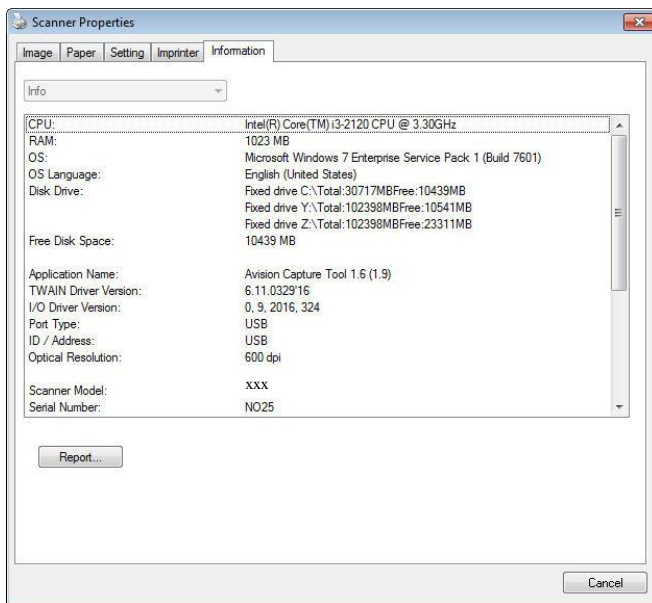 Scanner Properties
Image Paper Setting Imprinter Information
Info
CPU: Intel(R) Core(TM) i3-2120 CPU @ 3.30GHz
RAM: 1023 MB
OS: Microsoft Windows 7 Enterprise Service Pack 1 (Build 7601)
OS Language: English (United States)
Disk Drive: Fixed drive C:\Total:30717MBFree:10439MB
Fixed drive Y:\Total:102398MBFree:10541MB
Fixed drive Z:\Total:102398MBFree:23311MB
Free Disk Space: 10439 MB
Application Name: Avision Capture Tool 1.6 (1.9)
TWAIN Driver Version: 6.11.0329'16
I/O Driver Version: 0, 9, 2016, 324
Port Type: USB
ID / Address: USB
Optical Resolution: 600 dpi
Scanner Model: xxx
Serial Number: NO25
Report...
Cancel